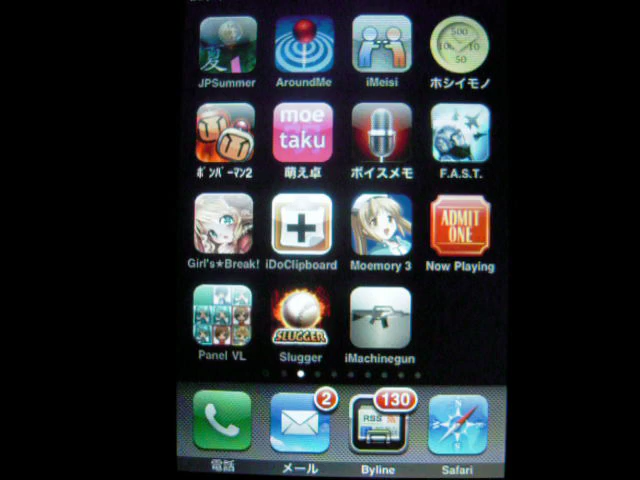 JPSummer AroundMe iMeisi ホシイモノ
夏
500
100 10
50
moe
taku
ボンバーマン2 萌え卓 ボイスメモ F.A.S.T.
ADMIT
ONE
Girl's★Break! iDoClipboard Moemory 3 Now Playing
SLUGGER
Panel VL Slugger iMachinegun
2 130
RSS
電話 メール Byline Safari